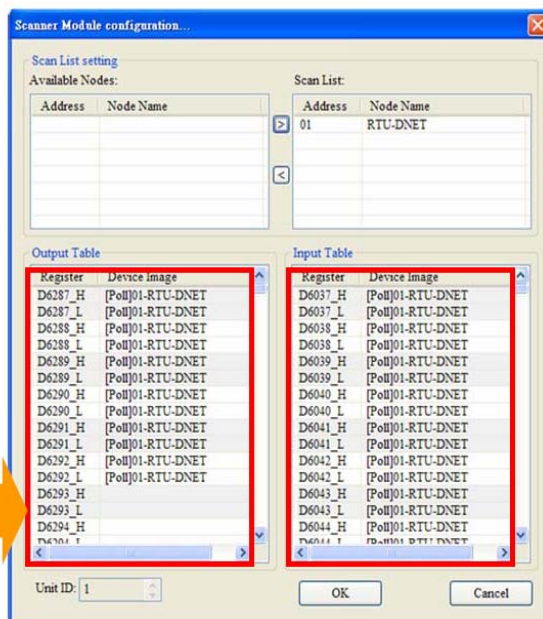 Scanner Module configuration...
Scan List setting
Available Nodes:
Scan List:
Address Node Name
Address Node Name
>
01 RTU-DNET
<
Output Table
Input Table
Register Device Image
Register Device Image
D6287_H [Poll]01-RTU-DNET
D6037_H [Poll]01-RTU-DNET
D6287_L [Poll]01-RTU-DNET
D6037_L [Poll]01-RTU-DNET
D6288_H [Poll]01-RTU-DNET
D6038_H [Poll]01-RTU-DNET
D6288_L [Poll]01-RTU-DNET
D6038_L [Poll]01-RTU-DNET
D6289_H [Poll]01-RTU-DNET
D6039_H [Poll]01-RTU-DNET
D6289_L [Poll]01-RTU-DNET
D6039_L [Poll]01-RTU-DNET
D6290_H [Poll]01-RTU-DNET
D6040_H [Poll]01-RTU-DNET
D6290_L [Poll]01-RTU-DNET
D6040_L [Poll]01-RTU-DNET
D6291_H [Poll]01-RTU-DNET
D6041_H [Poll]01-RTU-DNET
D6291_L [Poll]01-RTU-DNET
D6041_L [Poll]01-RTU-DNET
D6292_H [Poll]01-RTU-DNET
D6042_H [Poll]01-RTU-DNET
D6292_L [Poll]01-RTU-DNET
D6042_L [Poll]01-RTU-DNET
D6293_H
D6043_H [Poll]01-RTU-DNET
D6293_L
D6043_L [Poll]01-RTU-DNET
D6294_H
D6044_H [Poll]01-RTU-DNET
D6294_L
D6044_L [Poll]01-RTU-DNET
Unit ID: 1
OK
Cancel